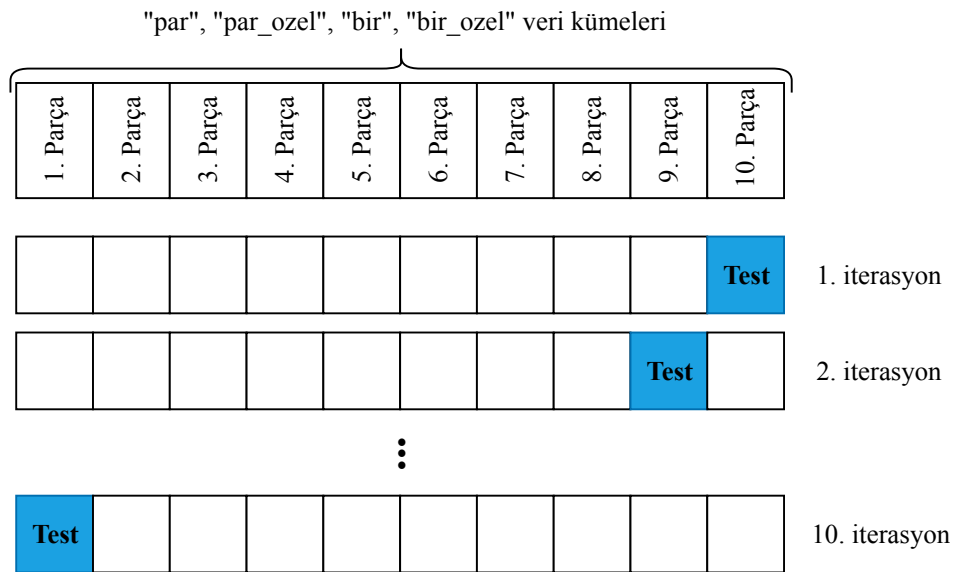 "par", "par_ozel", "bir", "bir_ozel" veri kümeleri
1. Parça
2. Parça
3. Parça
4. Parça
5. Parça
6. Parça
7. Parça
8. Parça
9. Parça
10. Parça
Test
1. iterasyon
Test
2. iterasyon
Test
10. iterasyon